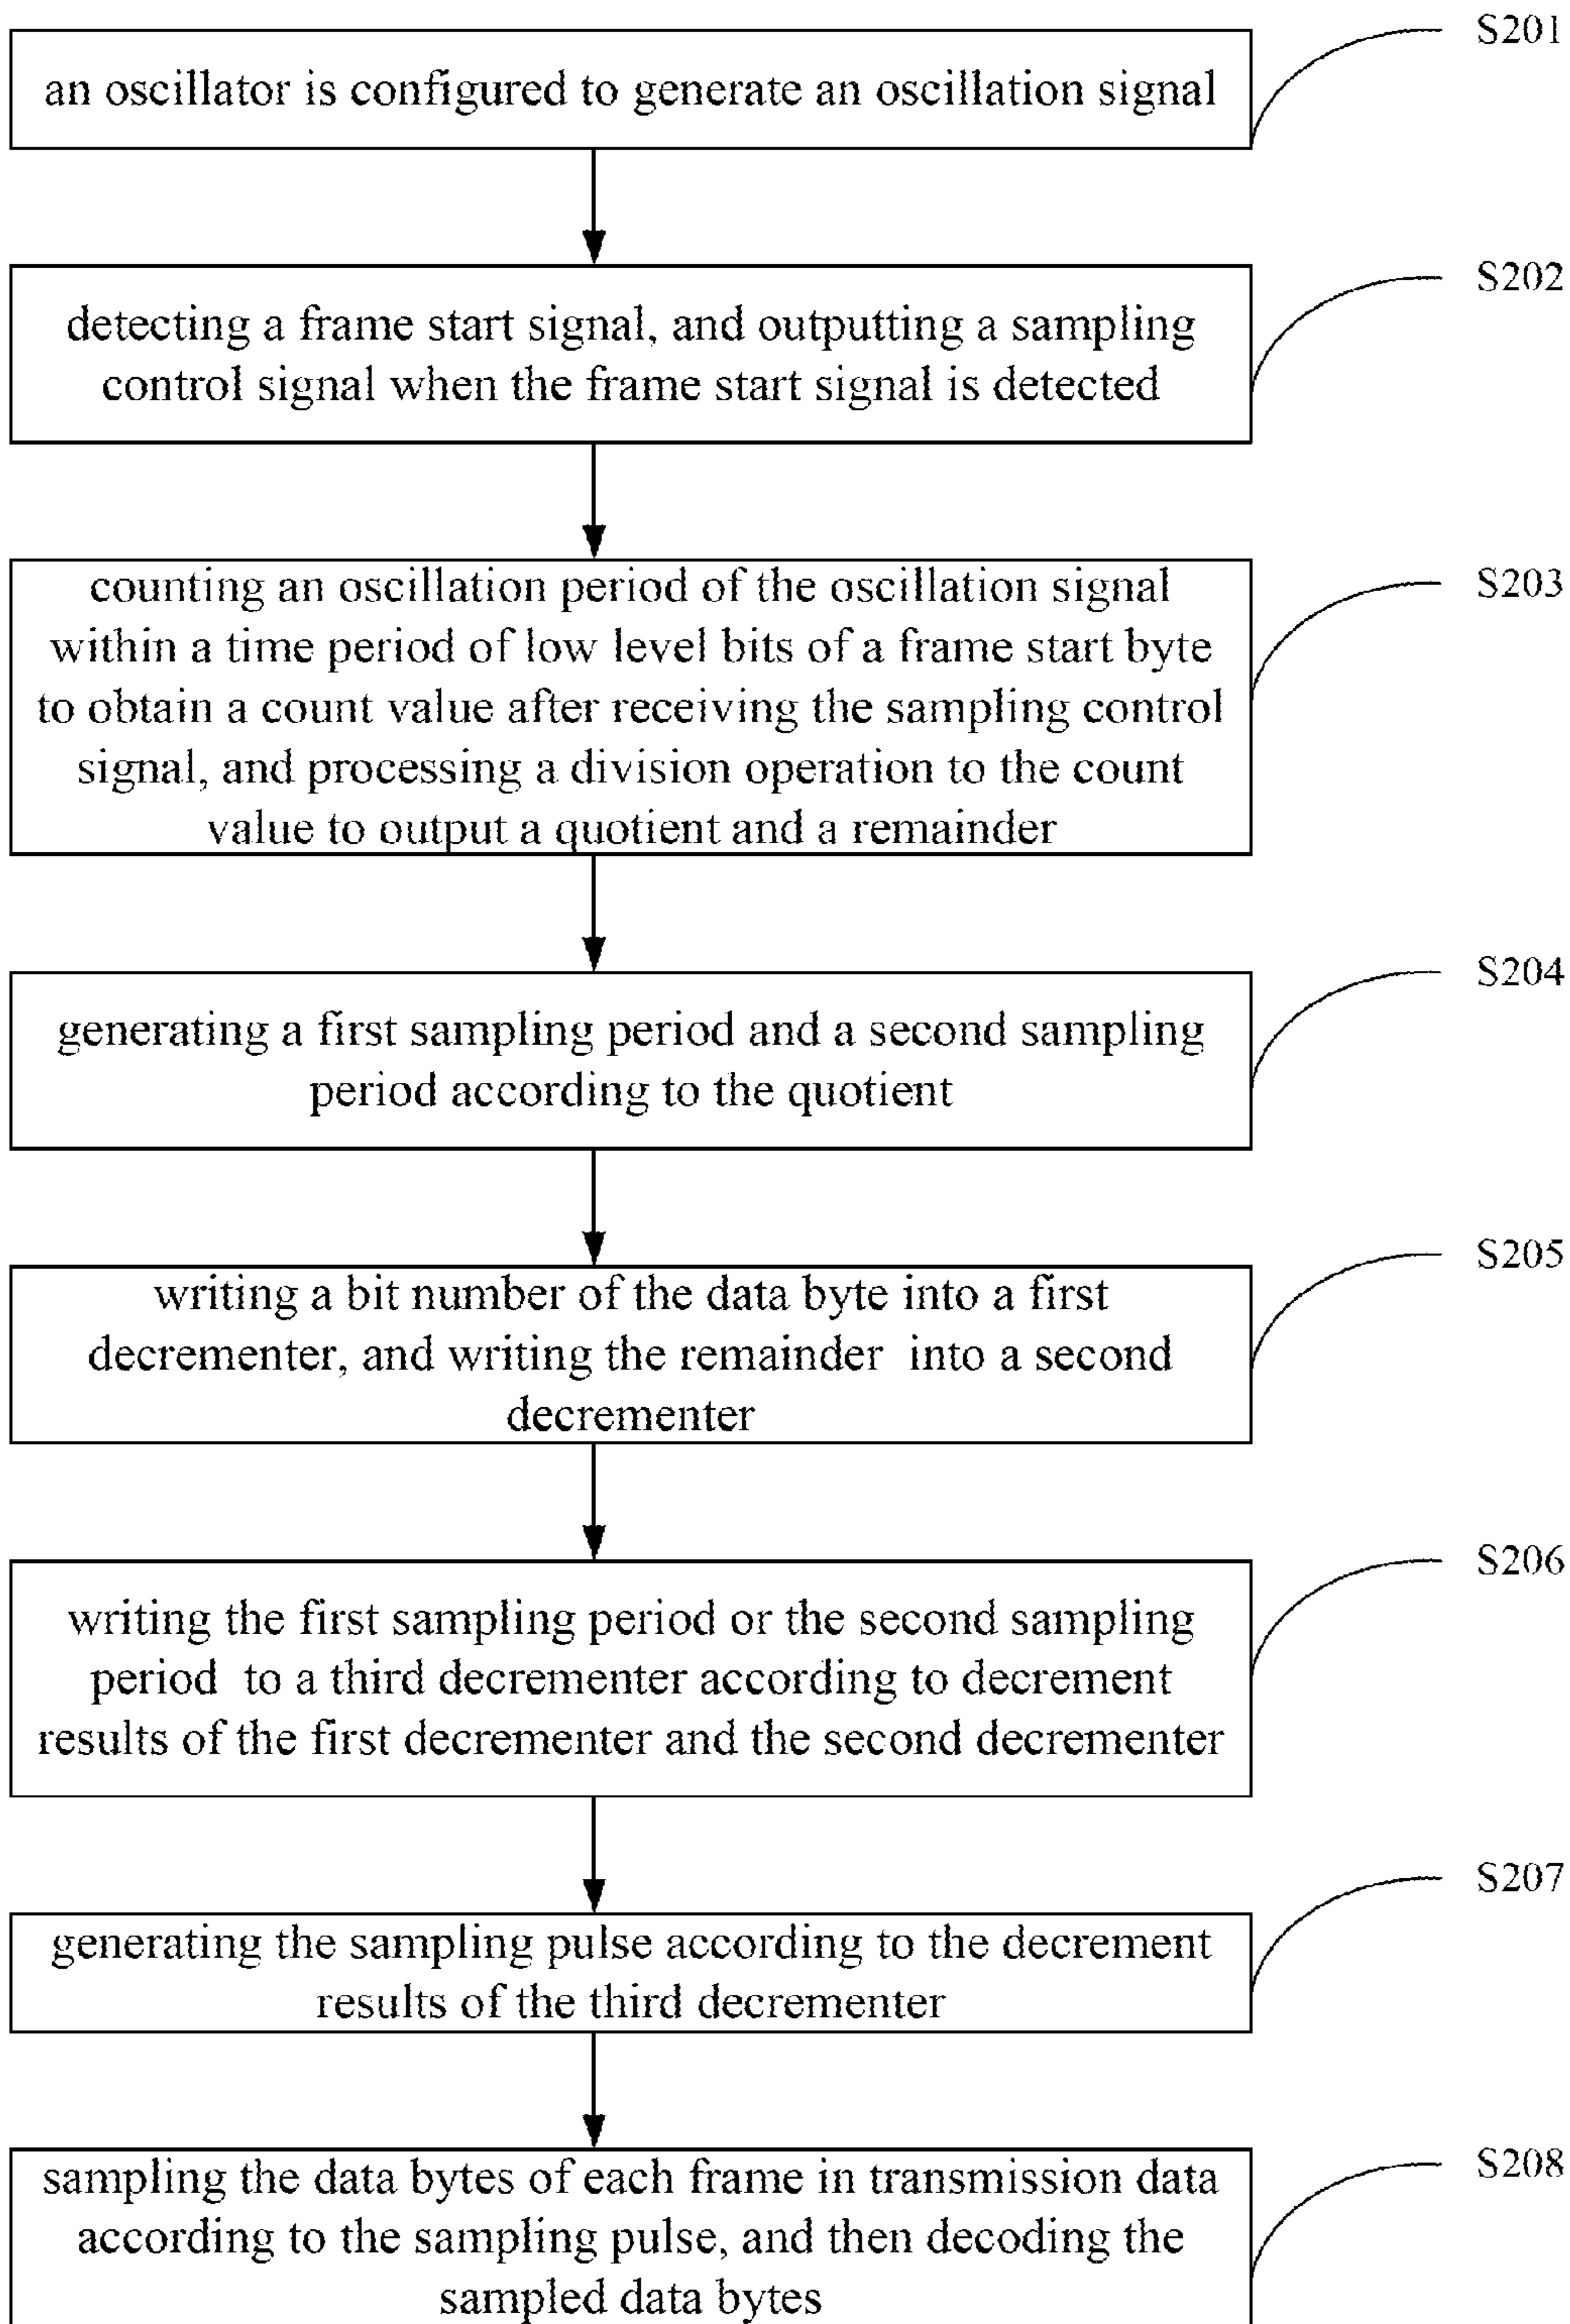 S201
an oscillator is configured to generate an oscillation signal
S202
detecting a frame start signal, and outputting a sampling
control signal when the frame start signal is detected
S203
counting an oscillation period of the oscillation signal
within a time period of low level bits of a frame start byte
to obtain a count value after receiving the sampling control
signal, and processing a division operation to the count
value to output a quotient and a remainder
S204
generating a first sampling period and a second sampling
period according to the quotient
S205
writing a bit number of the data byte into a first
decrementer, and writing the remainder into a second
decrementer
S206
writing the first sampling period or the second sampling
period to a third decrementer according to decrement
results of the first decrementer and the second decrementer
S207
generating the sampling pulse according to the decrement
results of the third decrementer
S208
sampling the data bytes of each frame in transmission data
according to the sampling pulse, and then decoding the
sampled data bytes